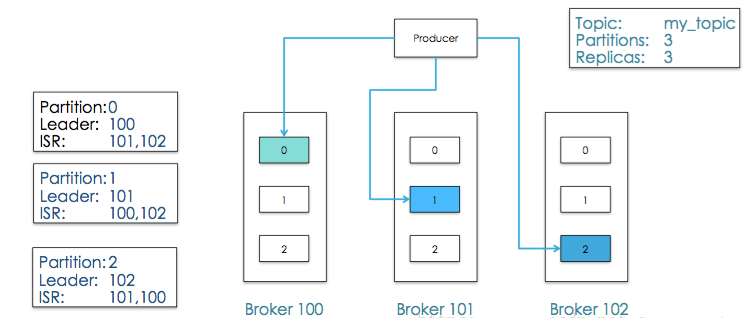 Producer
Topic: my_topic
Partitions: 3
Replicas: 3
Partition:0
Leader: 100
ISR: 101,102
Partition:1
Leader: 101
ISR: 100,102
Partition:2
Leader: 102
ISR: 101,100
0
1
2
Broker 100
0
1
2
Broker 101
0
1
2
Broker 102